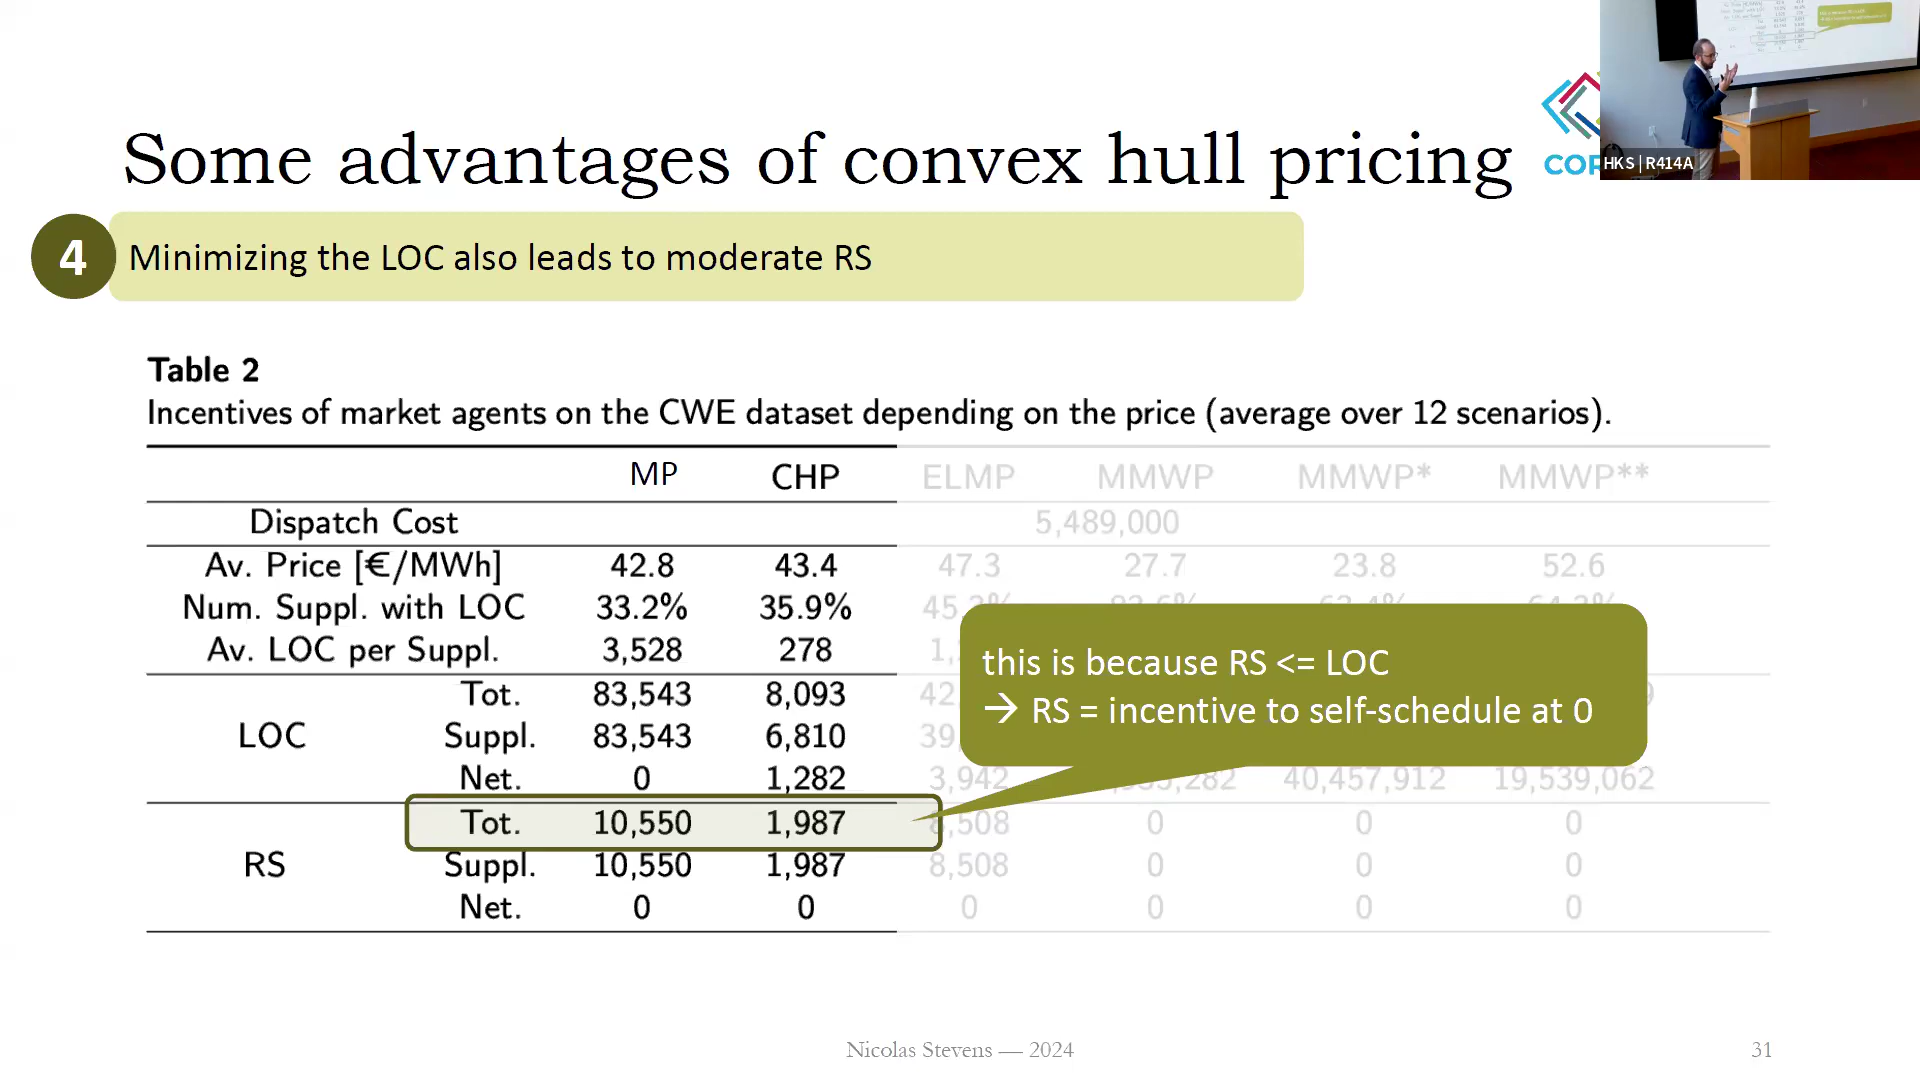 Some advantages of convex hull pricing
HKS | R414A
4 Minimizing the LOC also leads to moderate RS
Table 2
Incentives of market agents on the CWE dataset depending on the price (average over 12 scenarios).
MP CHP ELMP MMWP MMWP* MMWP**
Dispatch Cost 5,489,000
Av. Price [€/MWh] 42.8 43.4 47.3 27.7 23.8 52.6
Num. Suppl. with LOC 33.2% 35.9%
Av. LOC per Suppl. 3,528 278
this is because RS <= LOC
→ RS = incentive to self-schedule at 0
LOC
Tot. 83,543 8,093
Suppl. 83,543 6,810
Net. 0 1,282 3,942 40,457,912 19,539,062
RS
Tot. 10,550 1,987 8,508 0 0 0
Suppl. 10,550 1,987 8,508 0 0 0
Net. 0 0 0 0 0 0
Nicolas Stevens — 2024
31